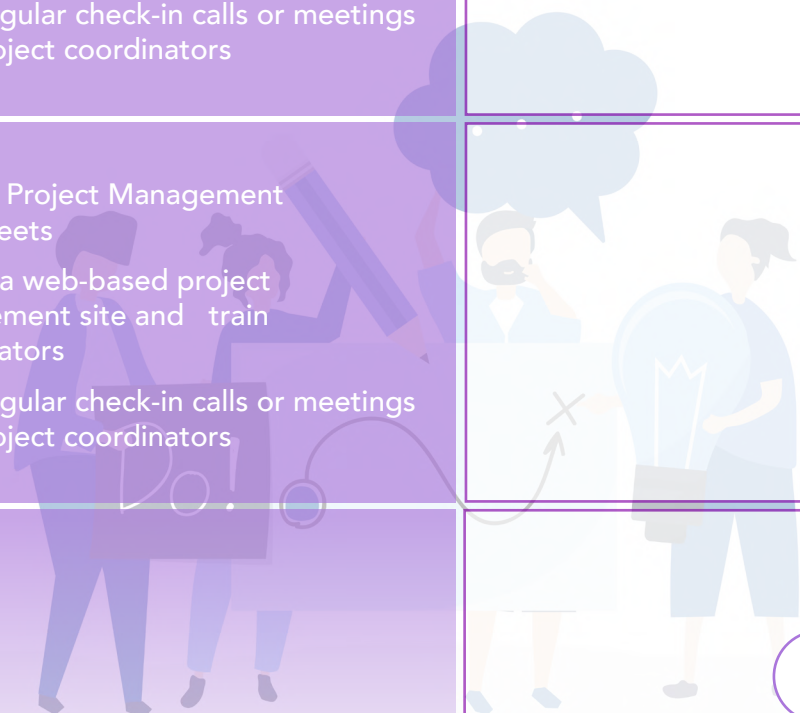 gular check-in calls or meetings
oject coordinators
Project Management
eets
a web-based project
ement site and train
ators
gular check-in calls or meetings
oject coordinators
Do!